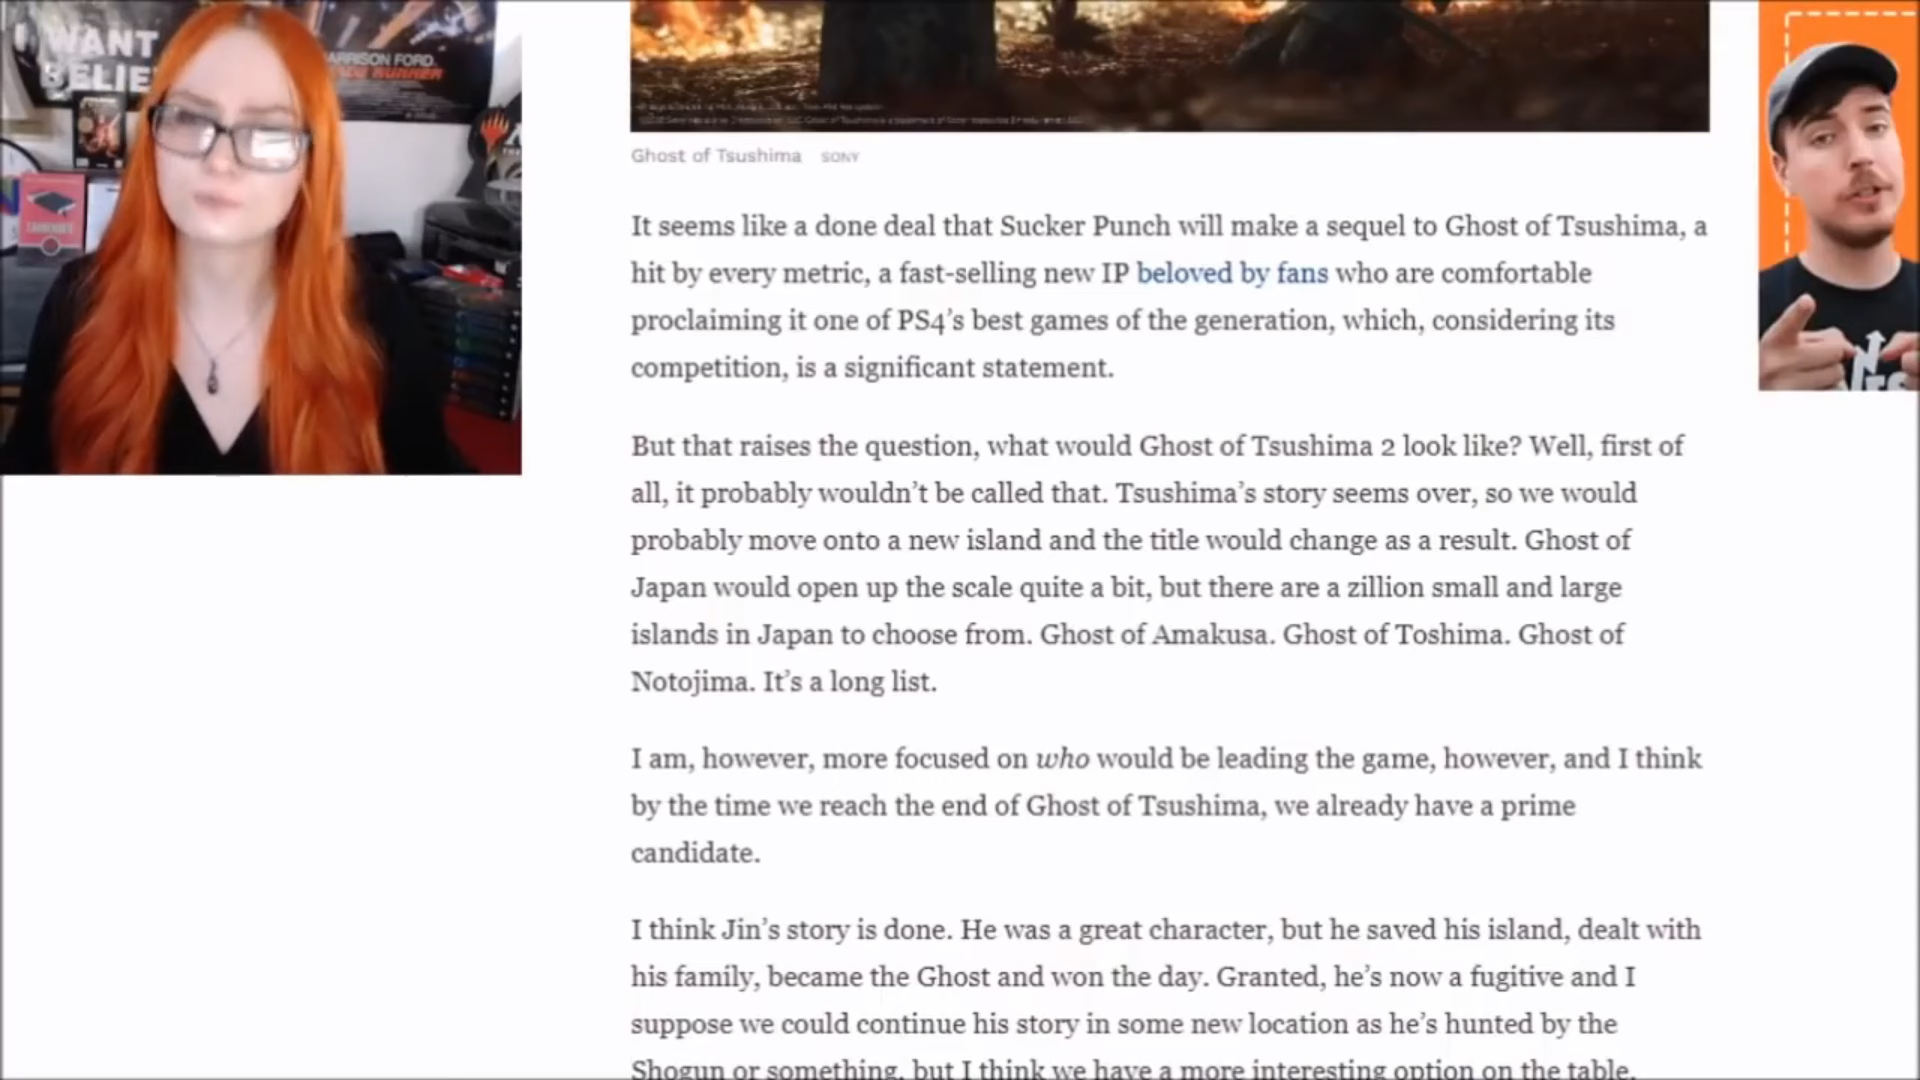 I WANT
BELIE
HARRISON FORD
BLADE RUNNER
Ghost of Tsushima SONY
It seems like a done deal that Sucker Punch will make a sequel to Ghost of Tsushima, a
hit by every metric, a fast-selling new IP beloved by fans who are comfortable
proclaiming it one of PS4’s best games of the generation, which, considering its
competition, is a significant statement.
But that raises the question, what would Ghost of Tsushima 2 look like? Well, first of
all, it probably wouldn’t be called that. Tsushima’s story seems over, so we would
probably move onto a new island and the title would change as a result. Ghost of
Japan would open up the scale quite a bit, but there are a zillion small and large
islands in Japan to choose from. Ghost of Amakusa. Ghost of Toshima. Ghost of
Notojima. It’s a long list.
I am, however, more focused on who would be leading the game, however, and I think
by the time we reach the end of Ghost of Tsushima, we already have a prime
candidate.
I think Jin’s story is done. He was a great character, but he saved his island, dealt with
his family, became the Ghost and won the day. Granted, he’s now a fugitive and I
suppose we could continue his story in some new location as he’s hunted by the
Shogun or something, but I think we have a more interesting option on the table.